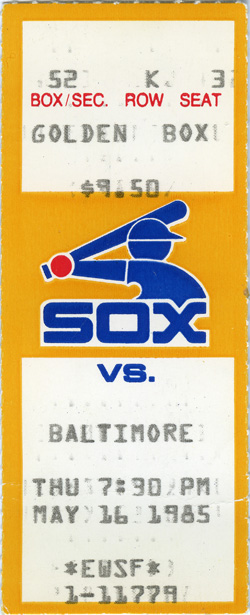 52 K 3
BOX/SEC. ROW SEAT
GOLDEN BOX
$9.50
SOX
VS.
BALTIMORE
THU 7:30 PM
MAY 16 1985
*EWSF*
1-11779